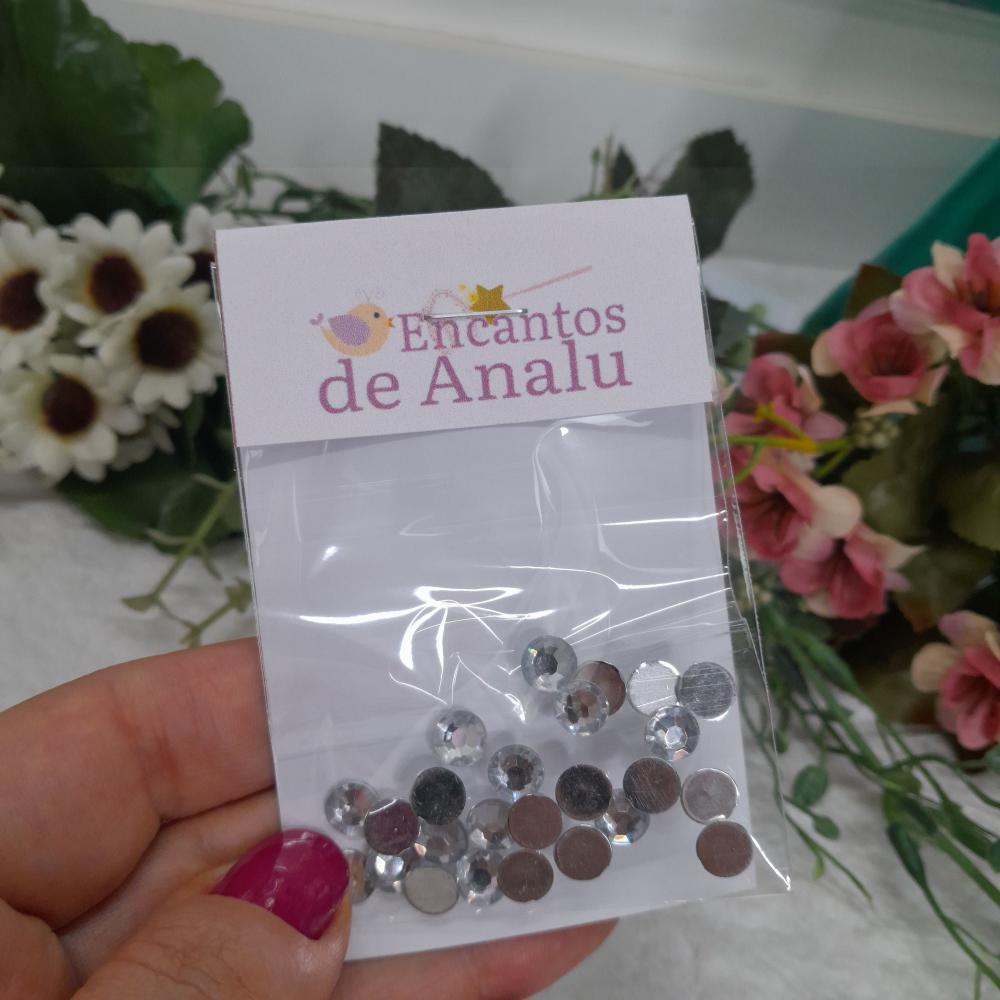 Encantos
de Analu